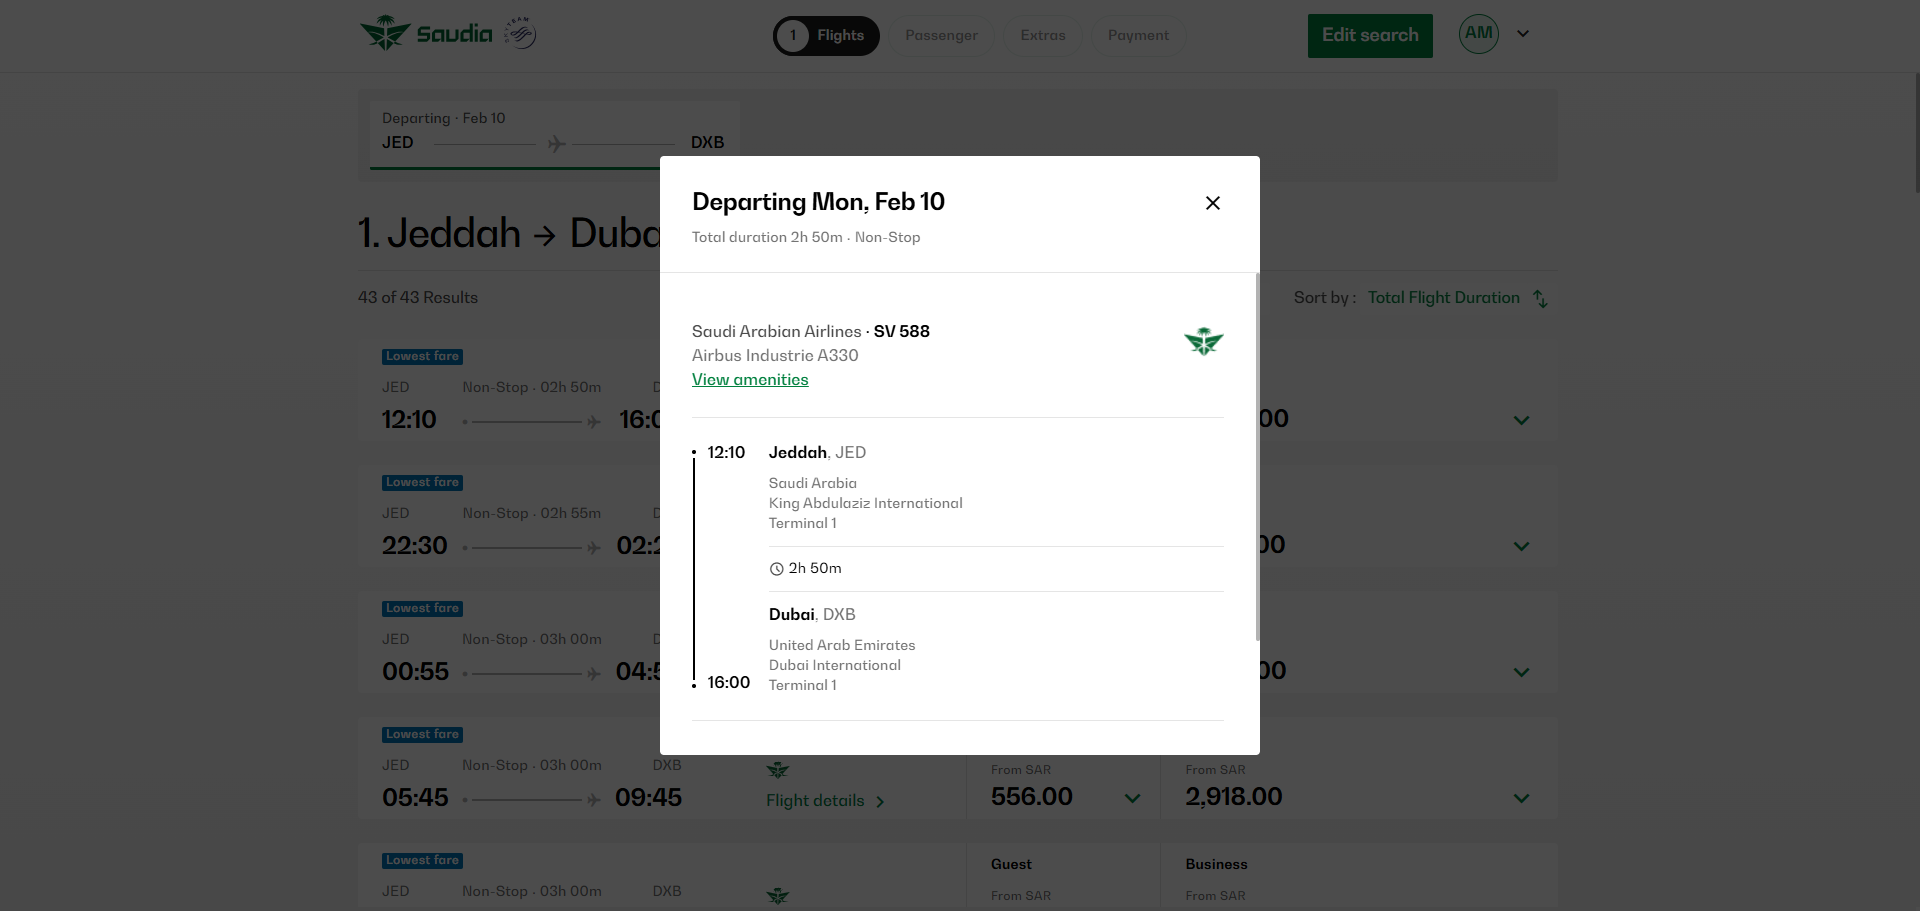 Saudia
SKYTEAM
1 Flights
Passenger
Extras
Payment
Edit search
AM
Departing · Feb 10
JED
DXB
1. Jeddah → Duba
43 of 43 Results
Sort by : Total Flight Duration
Departing Mon, Feb 10
Total duration 2h 50m · Non-Stop
Saudi Arabian Airlines · SV 588
Airbus Industrie A330
View amenities
12:10 Jeddah, JED
Saudi Arabia
King Abdulaziz International
Terminal 1
2h 50m
Dubai, DXB
United Arab Emirates
Dubai International
16:00 Terminal 1
Lowest fare
JED Non-Stop · 02h 50m
12:10 16:0
00
Lowest fare
JED Non-Stop · 02h 55m
22:30 02:2
00
Lowest fare
JED Non-Stop · 03h 00m
00:55 04:5
00
Lowest fare
JED Non-Stop · 03h 00m DXB
05:45 09:45
Flight details
From SAR
556.00
From SAR
2,918.00
Lowest fare
JED Non-Stop · 03h 00m DXB
Guest
From SAR
Business
From SAR